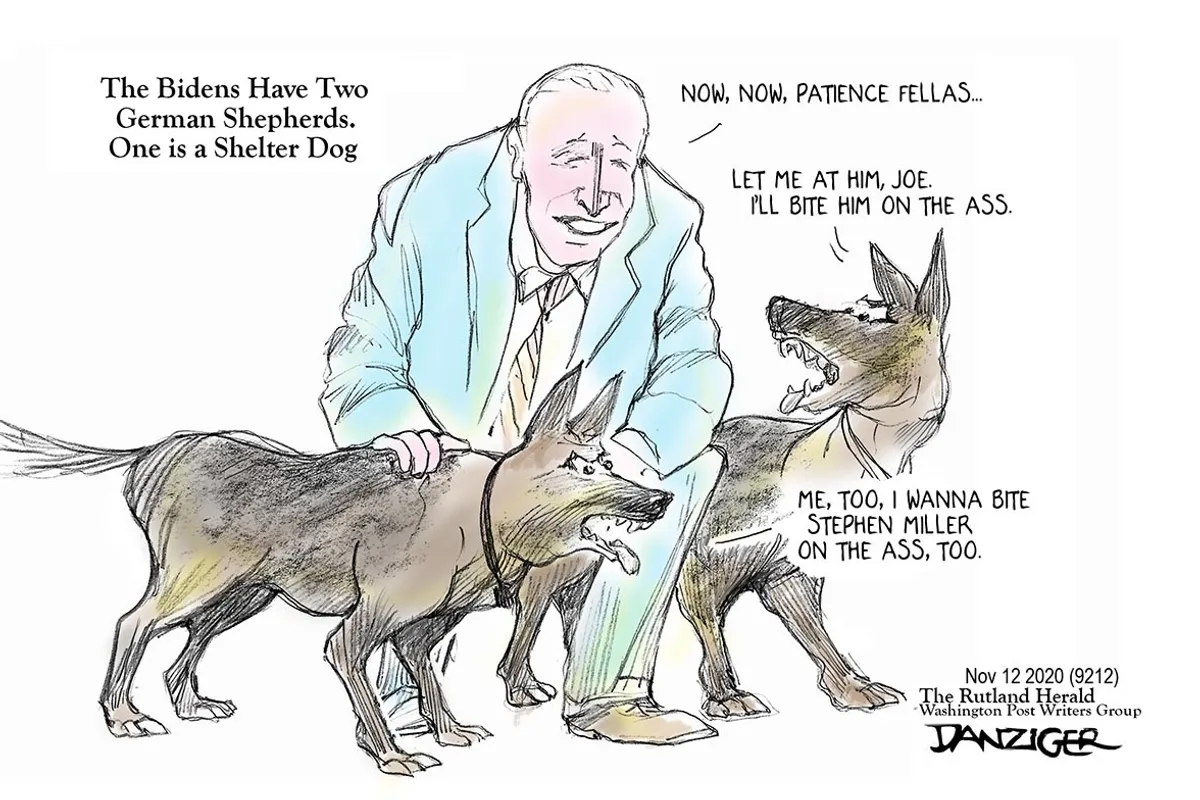 The Bidens Have Two
German Shepherds.
One is a Shelter Dog
NOW, NOW, PATIENCE FELLAS...
LET ME AT HIM, JOE.
I'LL BITE HIM ON THE ASS.
ME, TOO, I WANNA BITE
STEPHEN MILLER
ON THE ASS, TOO.
Nov 12 2020 (9212)
The Rutland Herald
Washington Post Writers Group
DANZIGER